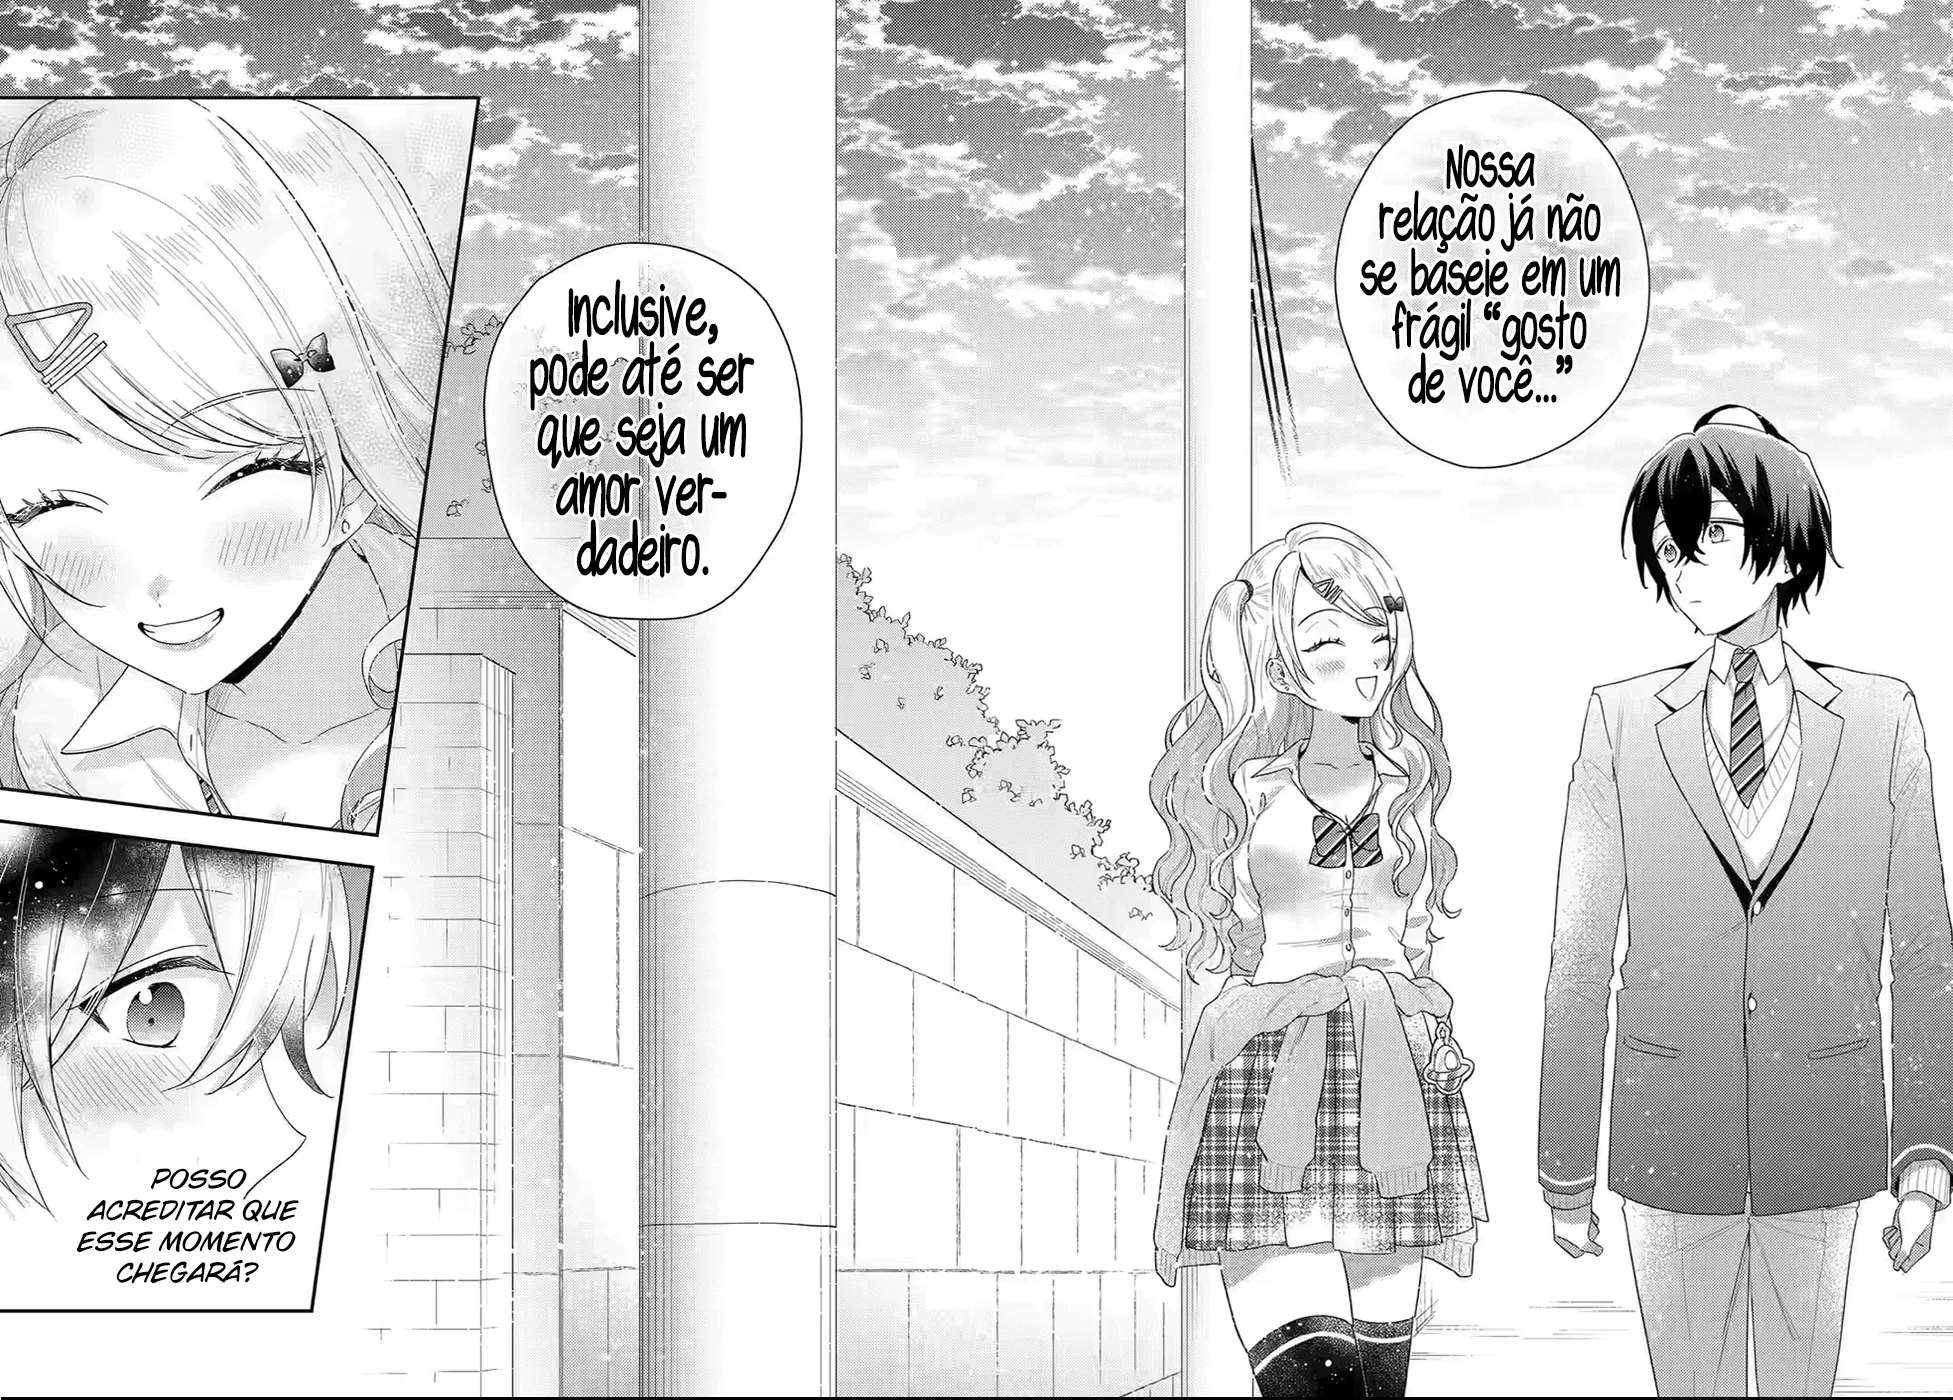 Nossa
relação já não
se baseie em um
frágil “gosto
de você...”
Inclusive,
pode até ser
que seja um
amor ver-
dadeiro.
POSSO
ACREDITAR QUE
ESSE MOMENTO
CHEGARÁ?